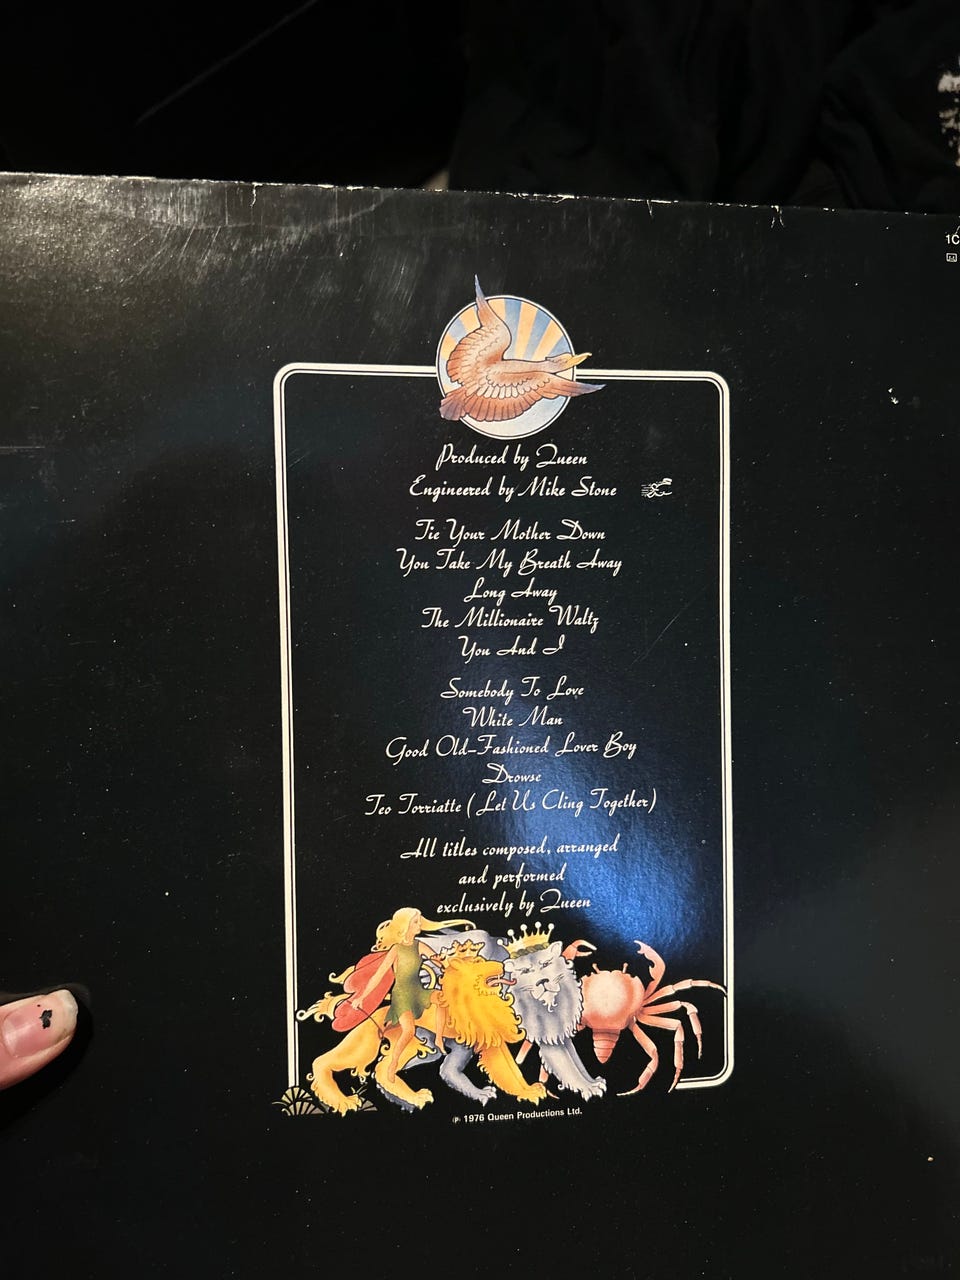 1C
Produced by Queen
Engineered by Mike Stone
Tie Your Mother Down
You Take My Breath Away
Long Away
The Millionaire Waltz
You And I
Somebody To Love
White Man
Good Old-Fashioned Lover Boy
Drowse
Teo Torriatte (Let Us Cling Together)
All titles composed, arranged
and performed
exclusively by Queen
℗ 1976 Queen Productions Ltd.